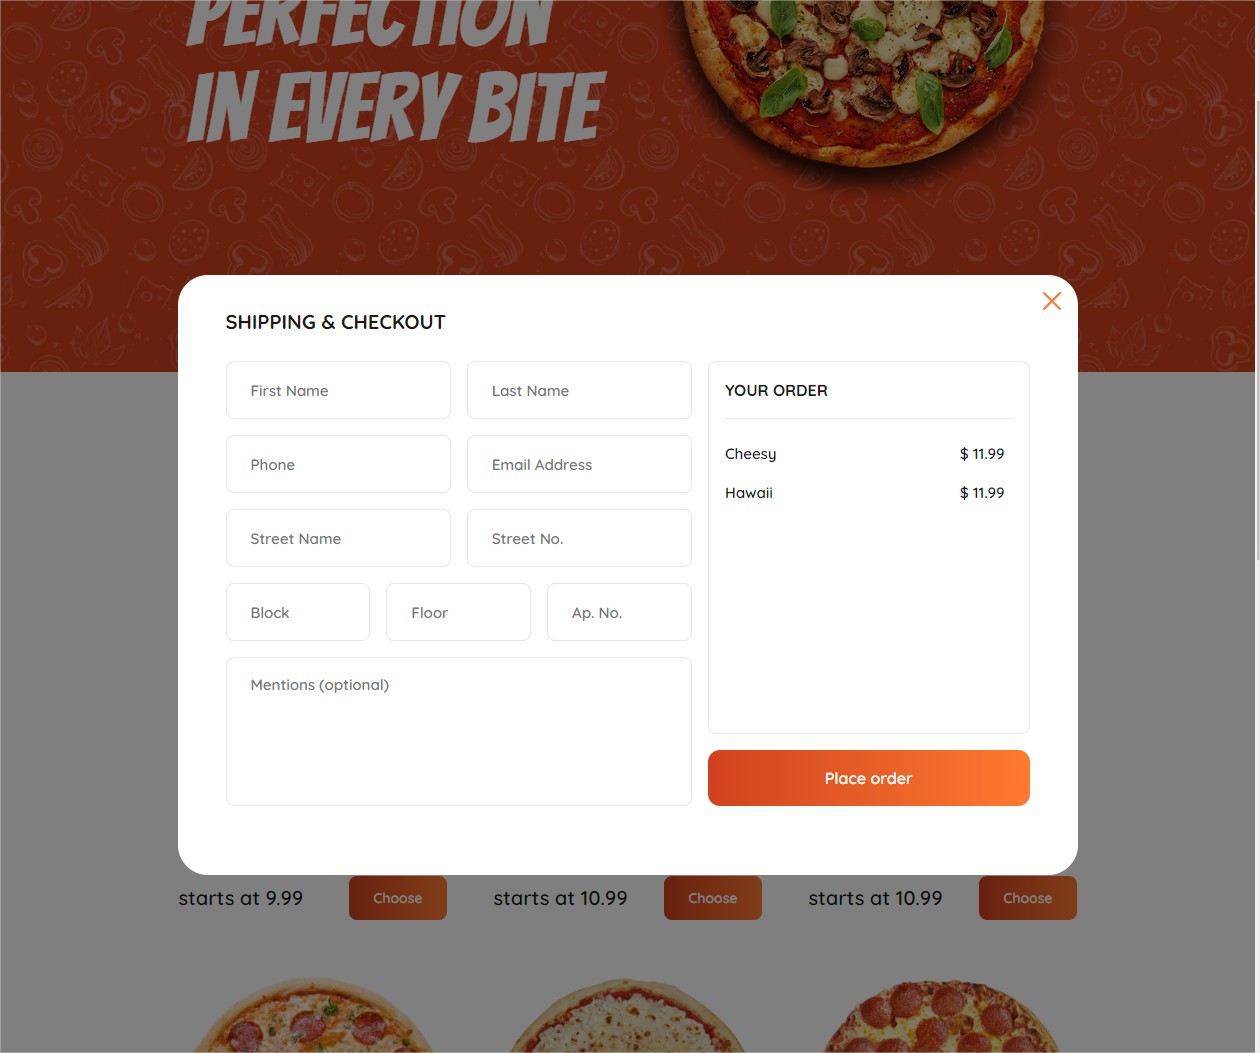 PERFECTION
IN EVERY BITE
SHIPPING & CHECKOUT
First Name
Last Name
Phone
Email Address
Street Name
Street No.
Block
Floor
Ap. No.
Mentions (optional)
YOUR ORDER
Cheesy $ 11.99
Hawaii $ 11.99
Place order
starts at 9.99
Choose
starts at 10.99
Choose
starts at 10.99
Choose